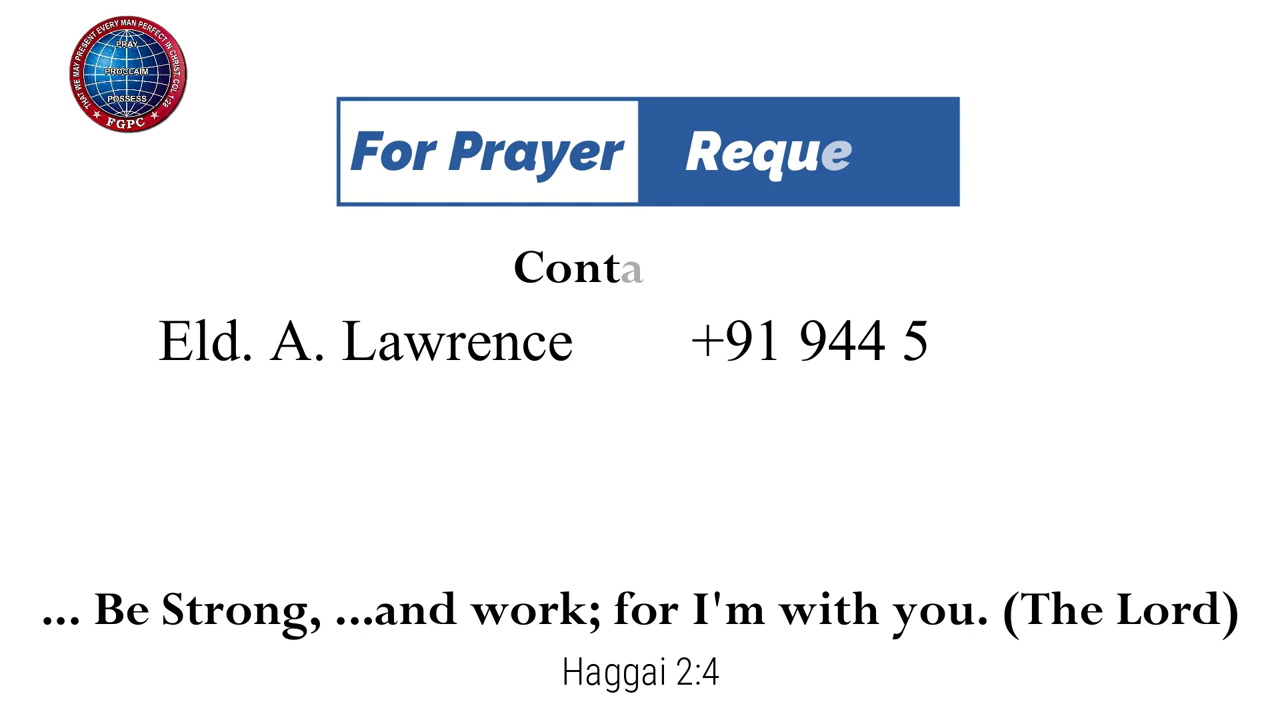 THAT WE MAY PRESENT EVERY MAN PERFECT IN CHRIST. COL 1:28
PRAY
PROCLAIM
POSSESS
FGPC
For Prayer Reque
Conta
Eld. A. Lawrence +91 944 5
... Be Strong, ...and work; for I'm with you. (The Lord)
Haggai 2:4